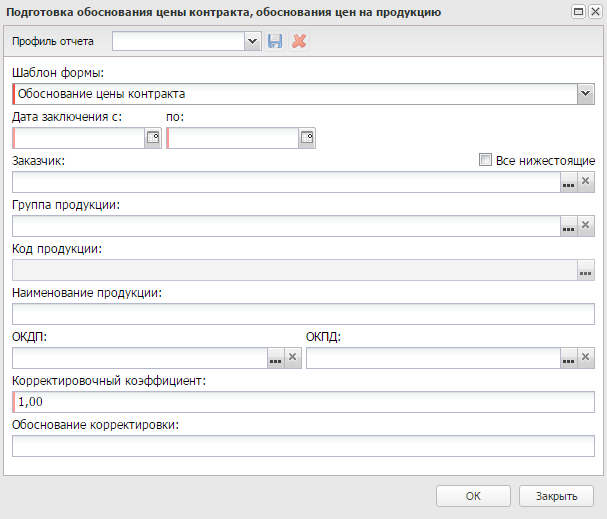 Подготовка обоснования цены контракта, обоснования цен на продукцию
Профиль отчета
Шаблон формы:
Обоснование цены контракта
Дата заключения с: по:
Заказчик: Все нижестоящие
Группа продукции:
Код продукции:
Наименование продукции:
ОКДП: ОКПД:
Корректировочный коэффициент:
1,00
Обоснование корректировки:
ОК Закрыть